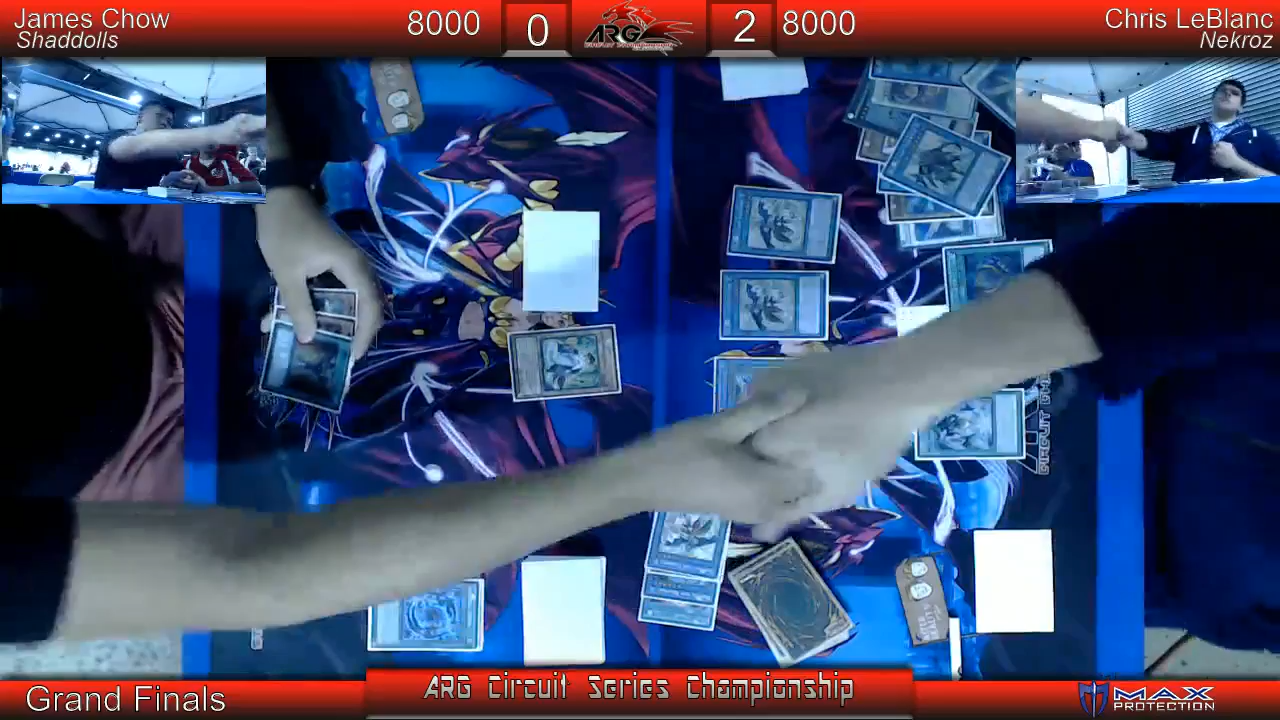 James Chow
Shaddolls
8000
0
ARG
2
8000
Chris LeBlanc
Nekroz
Grand Finals
ARG Circuit Series Championship
MAX
PROTECTION